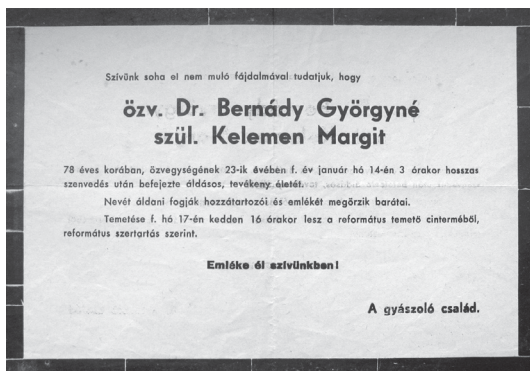 Szívünk soha el nem muló fájdalmával tudatjuk, hogy
özv. Dr. Bernády Györgyné
szül. Kelemen Margit
78 éves korában, özvegységének 23-ik évében f. év január hó 14-én 3 órakor hosszas
szenvedés után befejezte áldásos, tevékeny életét.
Nevét áldani fogják hozzátartozói és emlékét megőrzik barátai.
Temetése f. hó 17-én kedden 16 órakor lesz a református temető cinterméből,
református szertartás szerint.
Emléke él szívünkben!
A gyászoló család.